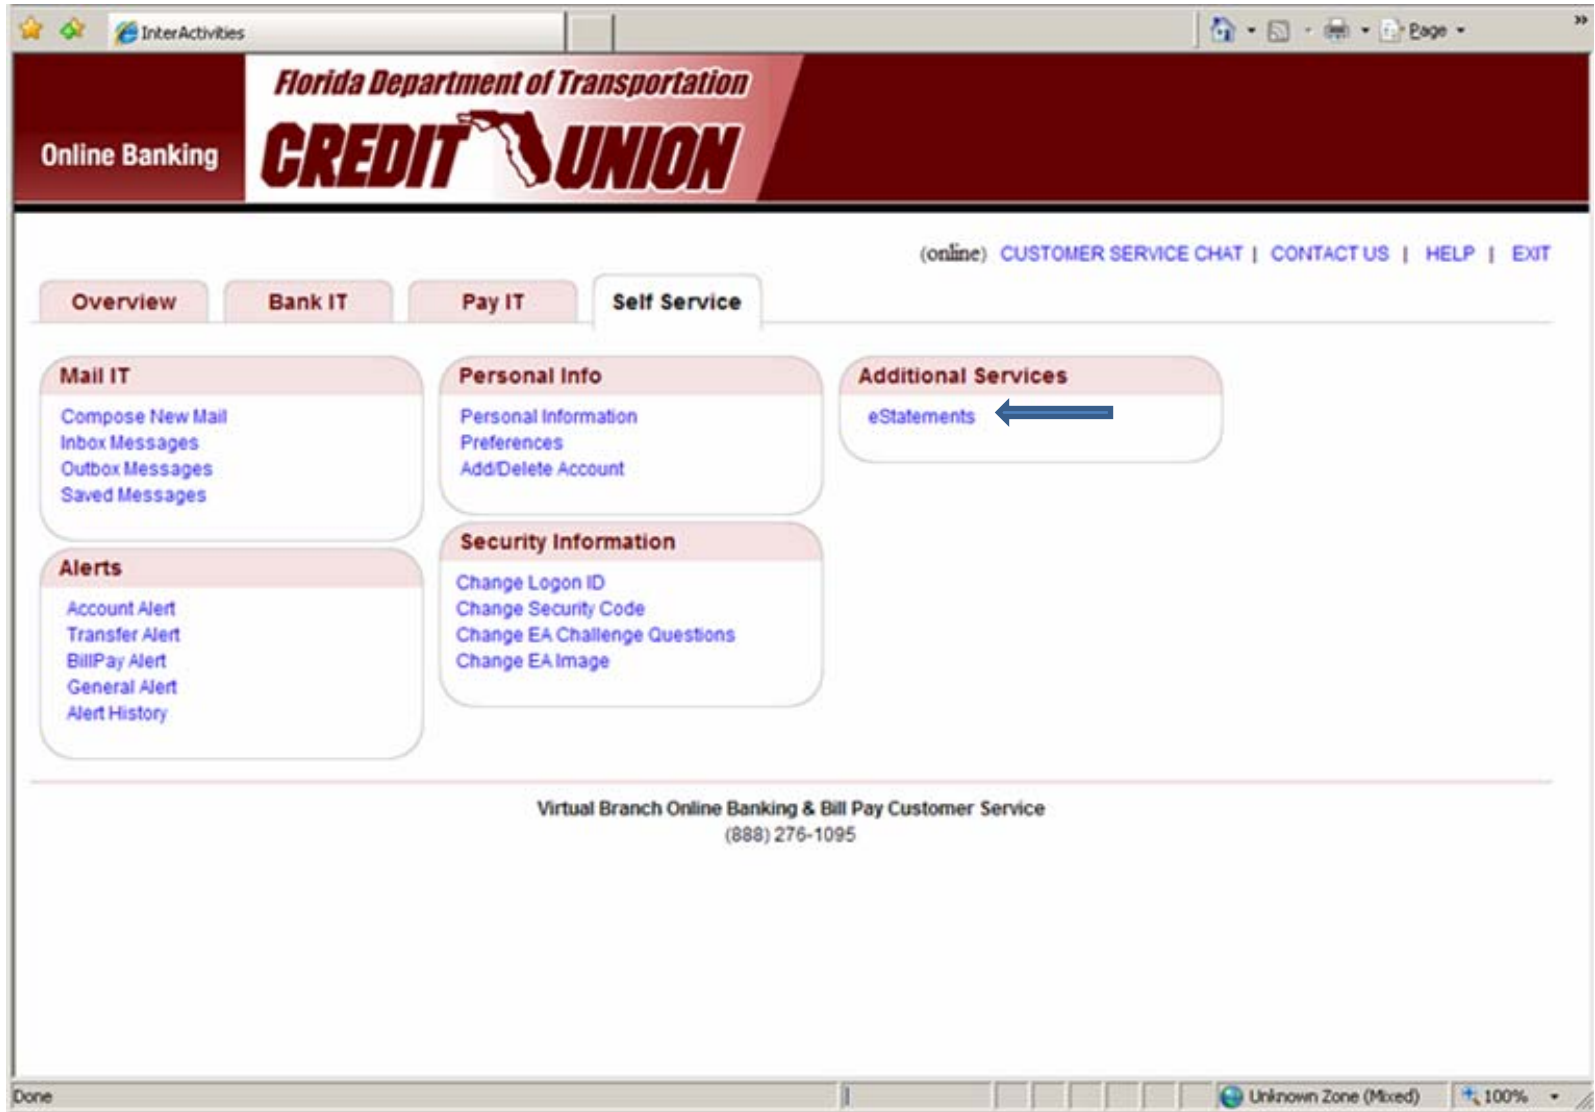 InterActivities
Page
»
Florida Department of Transportation
CREDIT UNION
Online Banking
(online) CUSTOMER SERVICE CHAT | CONTACT US | HELP | EXIT
Overview Bank IT Pay IT Self Service
Mail IT
Compose New Mail
Inbox Messages
Outbox Messages
Saved Messages
Alerts
Account Alert
Transfer Alert
BillPay Alert
General Alert
Alert History
Personal Info
Personal Information
Preferences
Add/Delete Account
Security Information
Change Logon ID
Change Security Code
Change EA Challenge Questions
Change EA Image
Additional Services
eStatements
Virtual Branch Online Banking & Bill Pay Customer Service
(888) 276-1095
Done Unknown Zone (Mixed) 100%